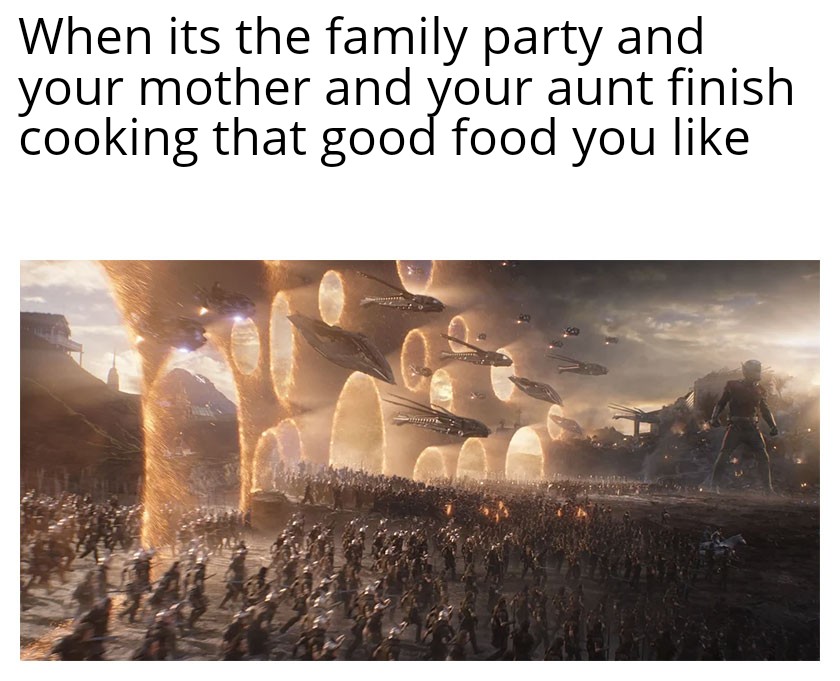 When its the family party and
your mother and your aunt finish
cooking that good food you like